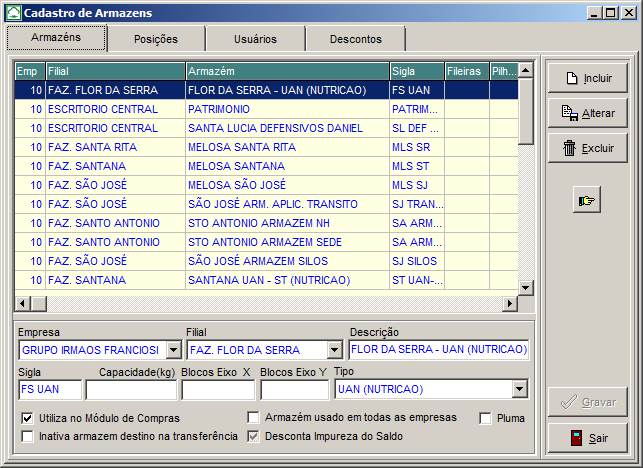 Cadastro de Armazens
Armazéns Posições Usuários Descontos
Emp Filial Armazém Sigla Fileiras Pilh...
10 FAZ. FLOR DA SERRA FLOR DA SERRA - UAN (NUTRICAO) FS UAN
10 ESCRITORIO CENTRAL PATRIMONIO PATRIM...
10 ESCRITORIO CENTRAL SANTA LUCIA DEFENSIVOS DANIEL SL DEF ...
10 FAZ. SANTA RITA MELOSA SANTA RITA MLS SR
10 FAZ. SANTANA MELOSA SANTANA MLS ST
10 FAZ. SÃO JOSÉ MELOSA SÃO JOSÉ MLS SJ
10 FAZ. SÃO JOSÉ SÃO JOSÉ ARM. APLIC. TRANSITO SJ TRAN...
10 FAZ. SANTO ANTONIO STO ANTONIO ARMAZEM NH SA ARM...
10 FAZ. SANTO ANTONIO STO ANTONIO ARMAZEM SEDE SA ARM...
10 FAZ. SÃO JOSÉ SÃO JOSÉ ARMAZEM SILOS SJ SILOS
10 FAZ. SANTANA SANTANA UAN - ST (NUTRICAO) ST UAN-...
Incluir
Alterar
Excluir
Empresa Filial Descrição
GRUPO IRMAOS FRANCIOSI FAZ. FLOR DA SERRA FLOR DA SERRA - UAN (NUTRICAO)
Sigla Capacidade(kg) Blocos Eixo X Blocos Eixo Y Tipo
FS UAN UAN (NUTRICAO)
Utiliza no Módulo de Compras Armazém usado em todas as empresas Pluma
Inativa armazem destino na transferência Desconta Impureza do Saldo
Gravar
Sair